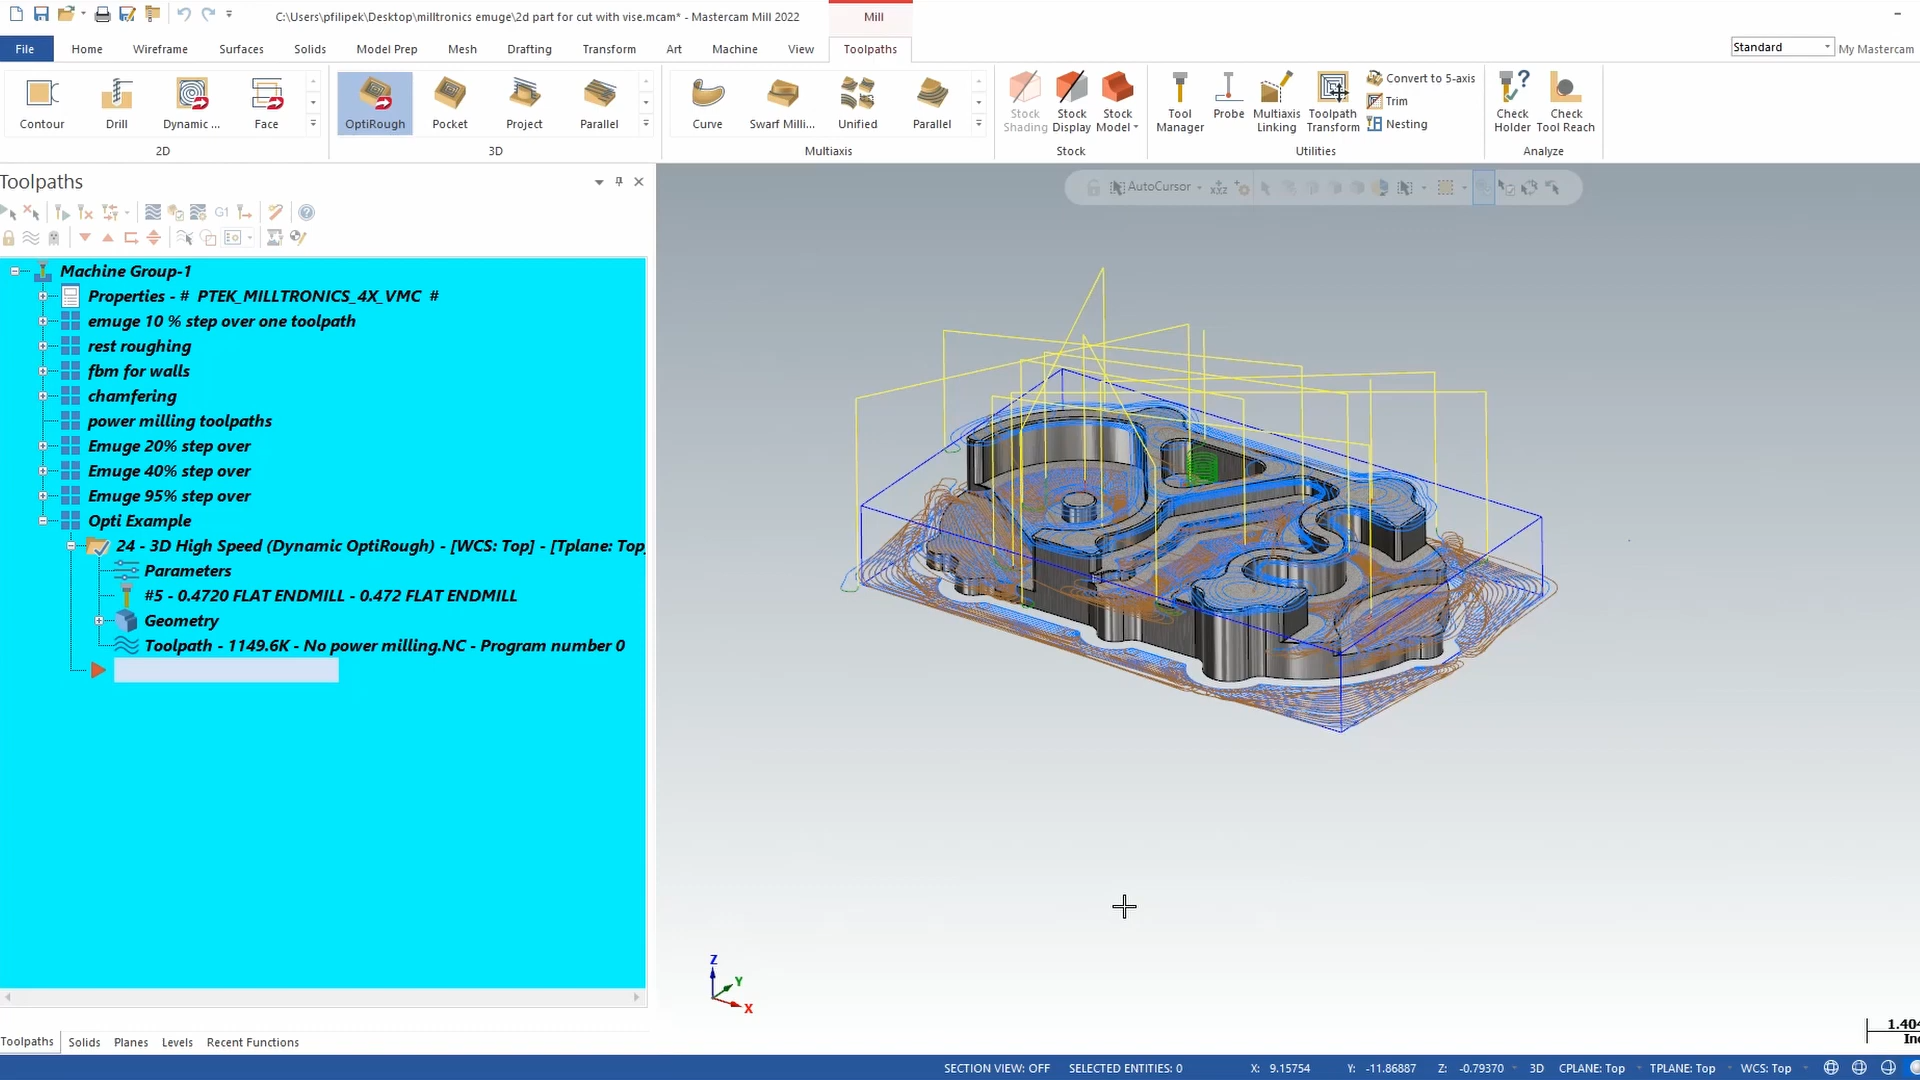 C:\Users\pfilipek\Desktop\milltronics emuge\2d part for cut with vise.mcam* - Mastercam Mill 2022
Mill
File Home Wireframe Surfaces Solids Model Prep Mesh Drafting Transform Art Machine View Toolpaths
Standard My Mastercam
Contour Drill Dynamic ... Face
2D
OptiRough Pocket Project Parallel
3D
Curve Swarf Milli... Unified Parallel
Multiaxis
Stock Shading Stock Display Stock Model
Stock
Tool Manager Probe Multiaxis Linking Toolpath Transform
Convert to 5-axis
Trim
Nesting
Utilities
Check Holder Check Tool Reach
Analyze
Toolpaths
G1
AutoCursor
XYZ
Machine Group-1
Properties - # PTEK_MILLTRONICS_4X_VMC #
emuge 10 % step over one toolpath
rest roughing
fbm for walls
chamfering
power milling toolpaths
Emuge 20% step over
Emuge 40% step over
Emuge 95% step over
Opti Example
24 - 3D High Speed (Dynamic OptiRough) - [WCS: Top] - [Tplane: Top
Parameters
#5 - 0.4720 FLAT ENDMILL - 0.472 FLAT ENDMILL
Geometry
Toolpath - 1149.6K - No power milling.NC - Program number 0
Z
Y
X
1.404
Inc
Toolpaths Solids Planes Levels Recent Functions
SECTION VIEW: OFF SELECTED ENTITIES: 0 X: 9.15754 Y: -11.86887 Z: -0.79370 3D CPLANE: Top TPLANE: Top WCS: Top